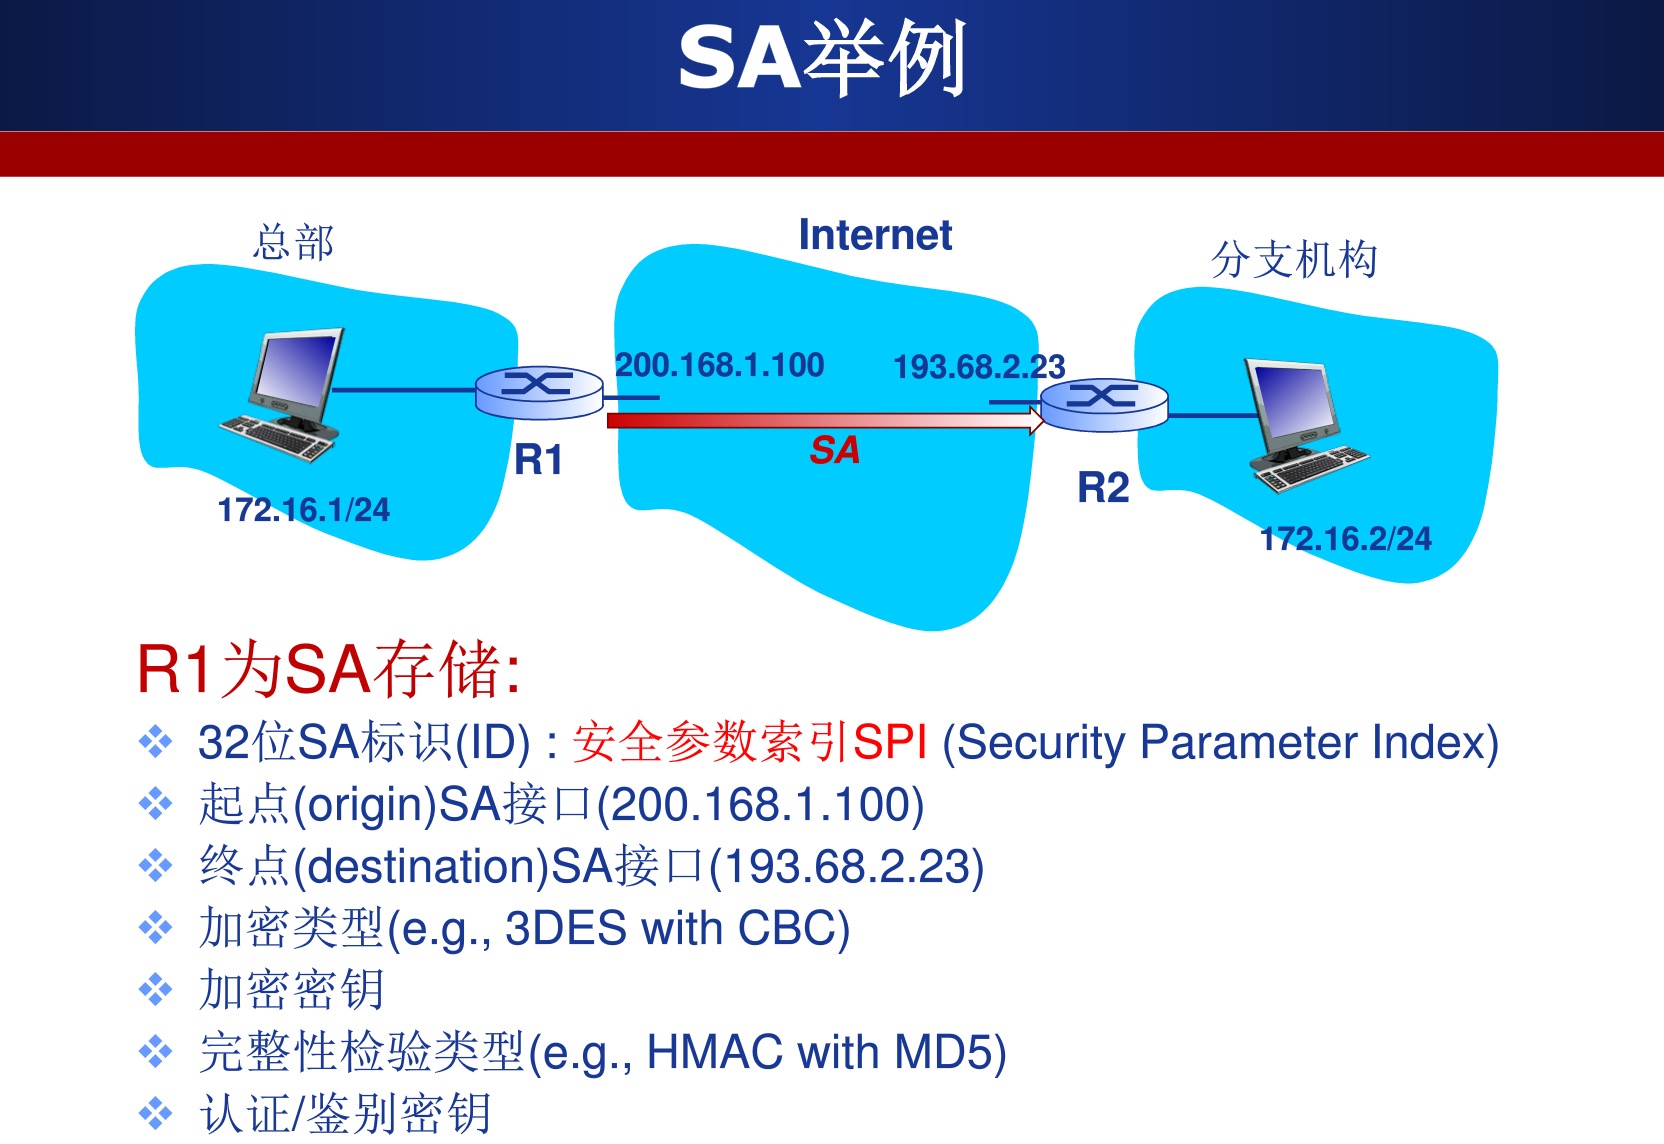 SA举例
总部
Internet
分支机构
200.168.1.100
193.68.2.23
SA
R1
R2
172.16.1/24
172.16.2/24
R1为SA存储:
32位SA标识(ID) : 安全参数索引SPI (Security Parameter Index)
起点(origin)SA接口(200.168.1.100)
终点(destination)SA接口(193.68.2.23)
加密类型(e.g., 3DES with CBC)
加密密钥
完整性检验类型(e.g., HMAC with MD5)
认证/鉴别密钥